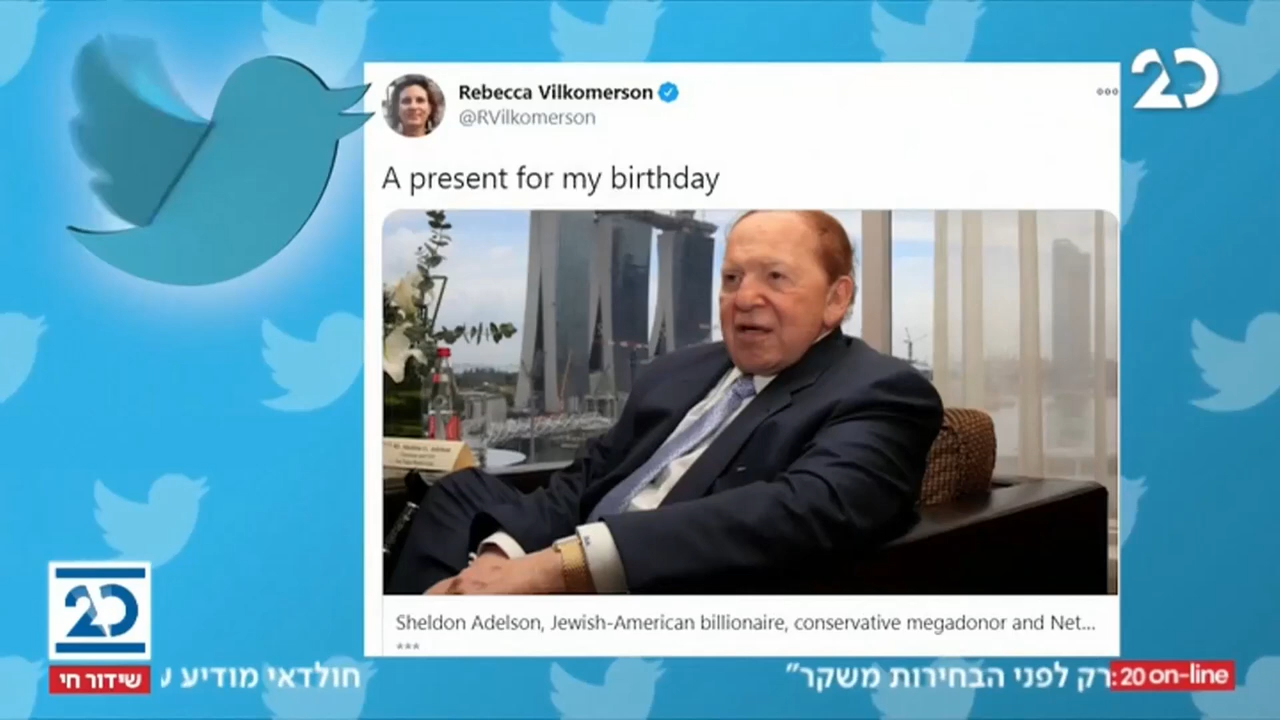 20
Rebecca Vilkomerson
@RVilkomerson
A present for my birthday
Sheldon Adelson, Jewish-American billionaire, conservative megadonor and Net...
20
שידור חי
20 on-line: רק לפני הבחירות משקר"
חולדאי מודיע